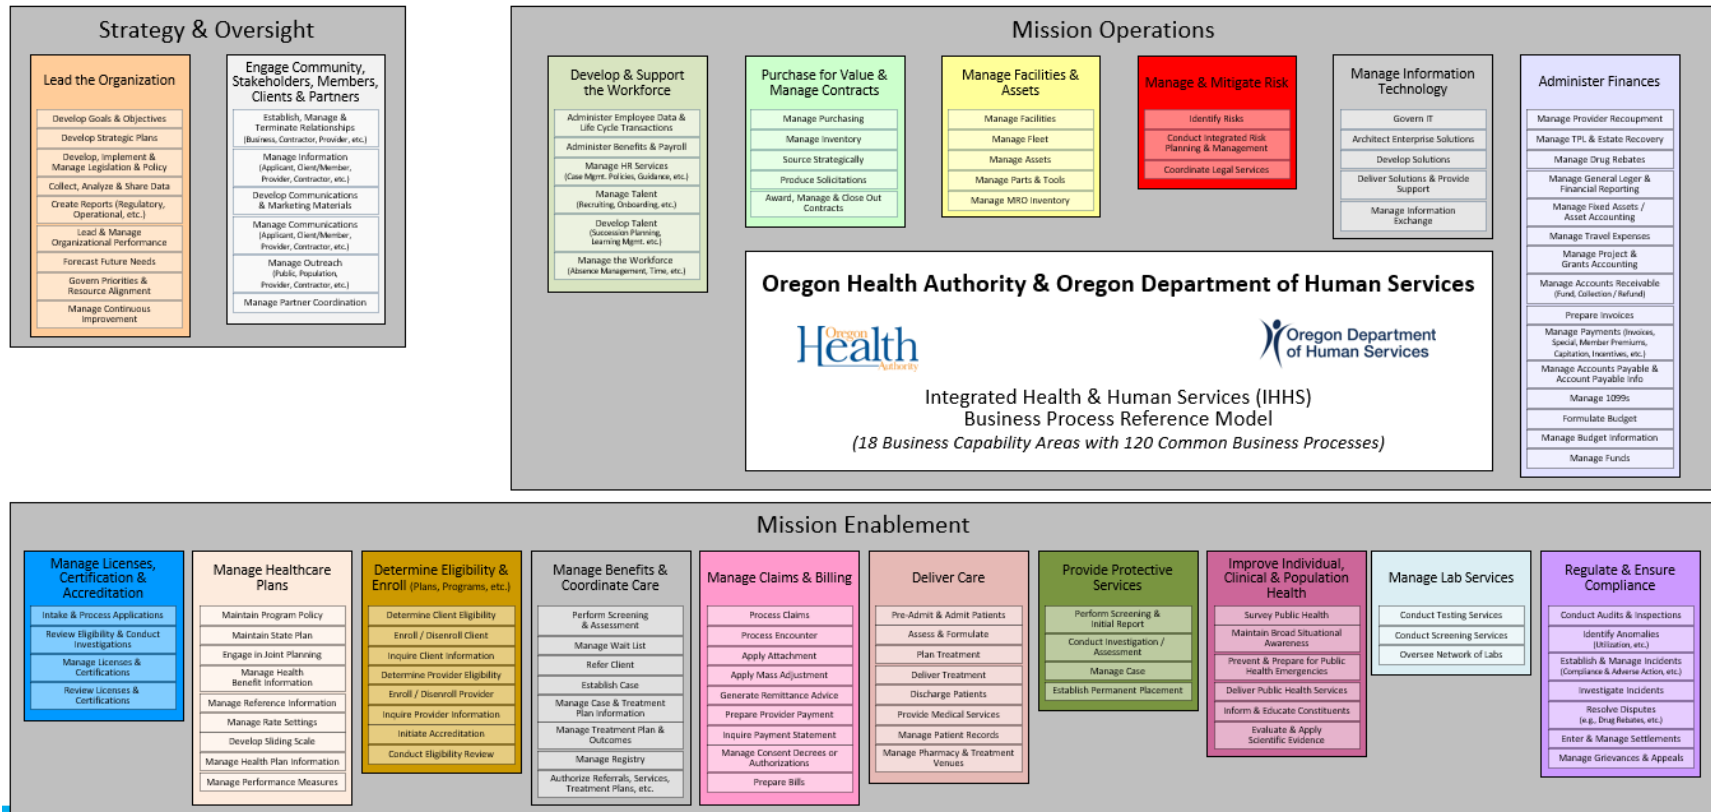 Strategy & Oversight
Lead the Organization
Develop Goals & Objectives
Develop Strategic Plans
Develop, Implement &
Manage Legislation & Policy
Collect, Analyze & Share Data
Create Reports (Regulatory,
Operational, etc.)
Lead & Manage
Organizational Performance
Forecast Future Needs
Govern Priorities &
Resource Alignment
Manage Continuous
Improvement
Engage Community,
Stakeholders, Members,
Clients & Partners
Establish, Manage &
Terminate Relationships
(Business, Contractor, Provider, etc.)
Manage Information
(Applicant, Client/Member,
Provider, Contractor, etc.)
Develop Communications
& Marketing Materials
Manage Communications
(Applicant, Client/Member,
Provider, Contractor, etc.)
Manage Outreach
(Public, Population,
Provider, Contractor, etc.)
Manage Partner Coordination
Mission Operations
Develop & Support
the Workforce
Administer Employee Data &
Life Cycle Transactions
Administer Benefits & Payroll
Manage HR Services
(Case Mgmt. Policies, Guidance, etc.)
Manage Talent
(Recruiting, Onboarding, etc.)
Develop Talent
(Succession Planning,
Learning Mgmt. etc.)
Manage the Workforce
(Absence Management, Time, etc.)
Purchase for Value &
Manage Contracts
Manage Purchasing
Manage Inventory
Source Strategically
Produce Solicitations
Award, Manage & Close Out
Contracts
Manage Facilities &
Assets
Manage Facilities
Manage Fleet
Manage Assets
Manage Parts & Tools
Manage MRO Inventory
Manage & Mitigate Risk
Identify Risks
Conduct Integrated Risk
Planning & Management
Coordinate Legal Services
Manage Information
Technology
Govern IT
Architect Enterprise Solutions
Develop Solutions
Deliver Solutions & Provide
Support
Manage Information
Exchange
Administer Finances
Manage Provider Recoupment
Manage TPL & Estate Recovery
Manage Drug Rebates
Manage General Leger &
Financial Reporting
Manage Fixed Assets /
Asset Accounting
Manage Travel Expenses
Manage Project &
Grants Accounting
Manage Accounts Receivable
(Fund, Collection / Refund)
Prepare Invoices
Manage Payments (Invoices,
Special, Member Premiums,
Capitation, Incentives, etc.)
Manage Accounts Payable &
Account Payable Info
Manage 1099s
Formulate Budget
Manage Budget Information
Manage Funds
Oregon Health Authority & Oregon Department of Human Services
Oregon
Health
Authority
Oregon Department
of Human Services
Integrated Health & Human Services (IHHS)
Business Process Reference Model
(18 Business Capability Areas with 120 Common Business Processes)
Mission Enablement
Manage Licenses,
Certification &
Accreditation
Intake & Process Applications
Review Eligibility & Conduct
Investigations
Manage Licenses &
Certifications
Review Licenses &
Certifications
Manage Healthcare
Plans
Maintain Program Policy
Maintain State Plan
Engage in Joint Planning
Manage Health
Benefit Information
Manage Reference Information
Manage Rate Settings
Develop Sliding Scale
Manage Health Plan Information
Manage Performance Measures
Determine Eligibility &
Enroll (Plans, Programs, etc.)
Determine Client Eligibility
Enroll / Disenroll Client
Inquire Client Information
Determine Provider Eligibility
Enroll / Disenroll Provider
Inquire Provider Information
Initiate Accreditation
Conduct Eligibility Review
Manage Benefits &
Coordinate Care
Perform Screening
& Assessment
Manage Wait List
Refer Client
Establish Case
Manage Case & Treatment
Plan Information
Manage Treatment Plan &
Outcomes
Manage Registry
Authorize Referrals, Services,
Treatment Plans, etc.
Manage Claims & Billing
Process Claims
Process Encounter
Apply Attachment
Apply Mass Adjustment
Generate Remittance Advice
Prepare Provider Payment
Inquire Payment Statement
Manage Consent Decrees or
Authorizations
Prepare Bills
Deliver Care
Pre-Admit & Admit Patients
Assess & Formulate
Plan Treatment
Deliver Treatment
Discharge Patients
Provide Medical Services
Manage Patient Records
Manage Pharmacy & Treatment
Venues
Provide Protective
Services
Perform Screening &
Initial Report
Conduct Investigation /
Assessment
Manage Case
Establish Permanent Placement
Improve Individual,
Clinical & Population
Health
Survey Public Health
Maintain Broad Situational
Awareness
Prevent & Prepare for Public
Health Emergencies
Deliver Public Health Services
Inform & Educate Constituents
Evaluate & Apply
Scientific Evidence
Manage Lab Services
Conduct Testing Services
Conduct Screening Services
Oversee Network of Labs
Regulate & Ensure
Compliance
Conduct Audits & Inspections
Identify Anomalies
(Utilization, etc.)
Establish & Manage Incidents
(Compliance & Adverse Action, etc.)
Investigate Incidents
Resolve Disputes
(e.g., Drug Rebates, etc.)
Enter & Manage Settlements
Manage Grievances & Appeals